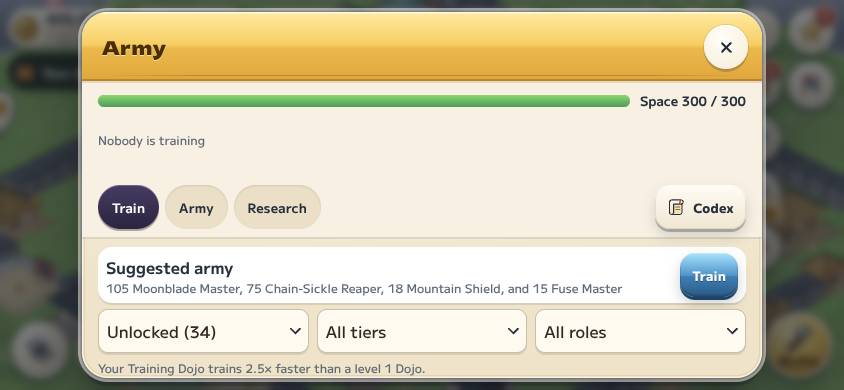 Army
Space 300 / 300
Nobody is training
Train
Army
Research
Codex
Suggested army
105 Moonblade Master, 75 Chain-Sickle Reaper, 18 Mountain Shield, and 15 Fuse Master
Train
Unlocked (34)
All tiers
All roles
Your Training Dojo trains 2.5× faster than a level 1 Dojo.